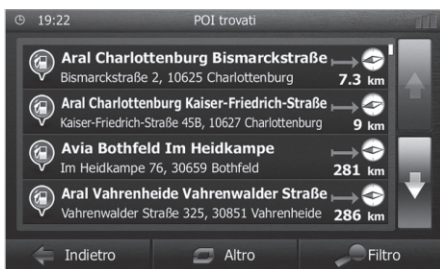 19:22 POI trovati
Aral Charlottenburg Bismarckstraße
Bismarckstraße 2, 10625 Charlottenburg 7.3 km
Aral Charlottenburg Kaiser-Friedrich-Straße
Kaiser-Friedrich-Straße 45B, 10627 Charlottenburg 9 km
Avia Bothfeld Im Heidkampe
Im Heidkampe 76, 30659 Bothfeld 281 km
Aral Vahrenheide Vahrenwalder Straße
Vahrenwalder Straße 325, 30851 Vahrenheide 286 km
Indietro Altro Filtro